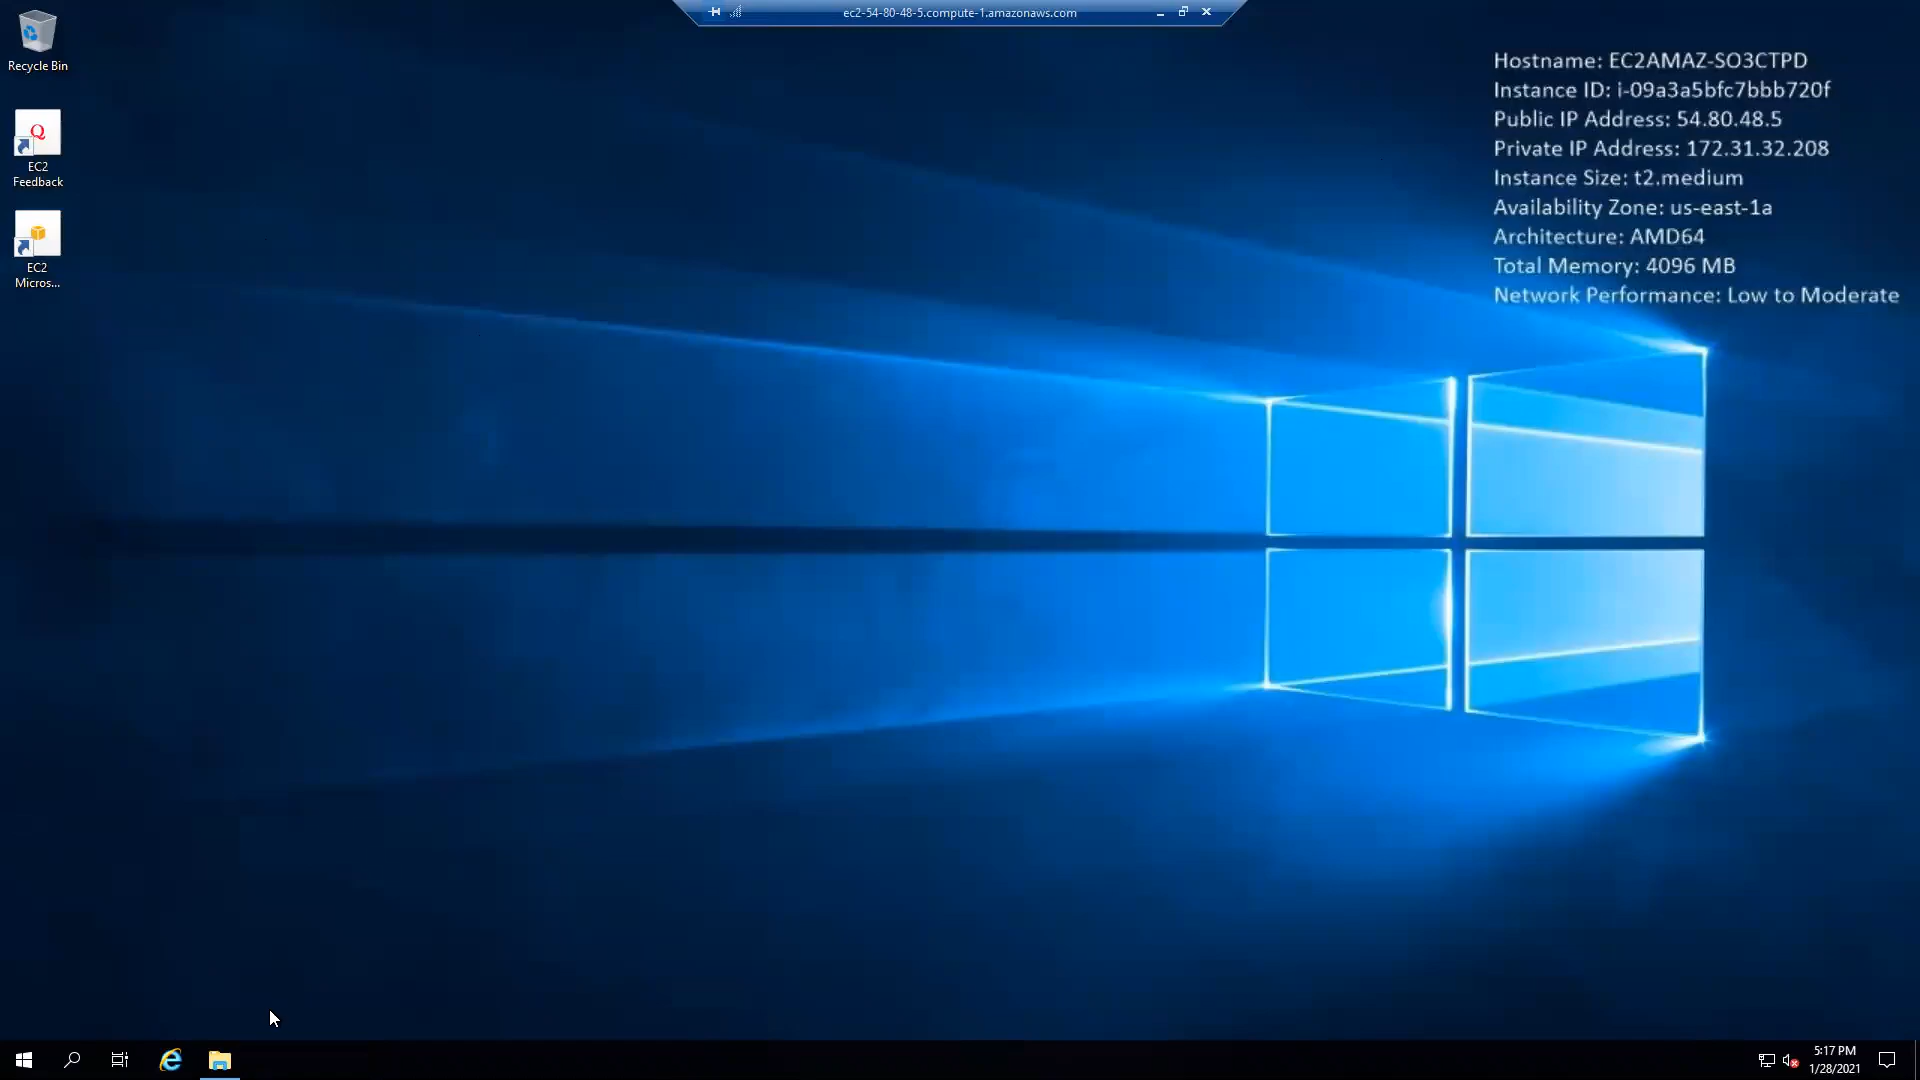 ec2-54-80-48-5.compute-1.amazonaws.com
Recycle Bin
Q
EC2
Feedback
EC2
Micros...
Hostname: EC2AMAZ-SO3CTPD
Instance ID: i-09a3a5bfc7bbb720f
Public IP Address: 54.80.48.5
Private IP Address: 172.31.32.208
Instance Size: t2.medium
Availability Zone: us-east-1a
Architecture: AMD64
Total Memory: 4096 MB
Network Performance: Low to Moderate
5:17 PM
1/28/2021